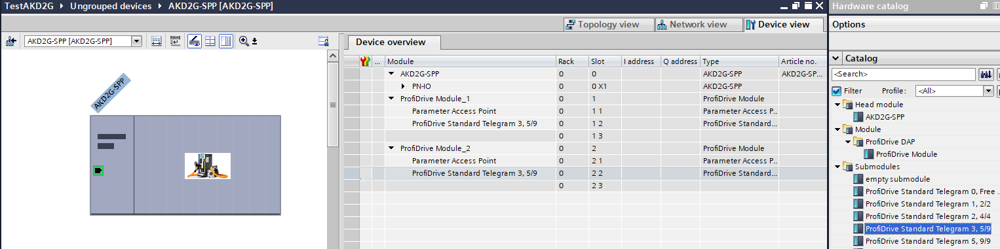 TestAKD2G ▸ Ungrouped devices ▸ AKD2G-SPP [AKD2G-SPP]
Hardware catalog
Topology view Network view Device view
Options
AKD2G-SPP [AKD2G-SPP]
Device overview
... Module Rack Slot I address Q address Type Article no.
AKD2G-SPP 0 0 AKD2G-SPP AKD2G-SP...
PN-IO 0 0 X1 AKD2G-SPP
ProfiDrive Module_1 0 1 ProfiDrive Module
Parameter Access Point 0 1 1 Parameter Access P...
ProfiDrive Standard Telegram 3, 5/9 0 1 2 ProfiDrive Standard...
0 1 3
ProfiDrive Module_2 0 2 ProfiDrive Module
Parameter Access Point 0 2 1 Parameter Access P...
ProfiDrive Standard Telegram 3, 5/9 0 2 2 ProfiDrive Standard...
0 2 3
AKD2G-SPP
Catalog
<Search>
Filter Profile: <All>
Head module
AKD2G-SPP
Module
ProfiDrive DAP
ProfiDrive Module
Submodules
empty submodule
ProfiDrive Standard Telegram 0, Free ..
ProfiDrive Standard Telegram 1, 2/2
ProfiDrive Standard Telegram 2, 4/4
ProfiDrive Standard Telegram 3, 5/9
ProfiDrive Standard Telegram 5, 9/9